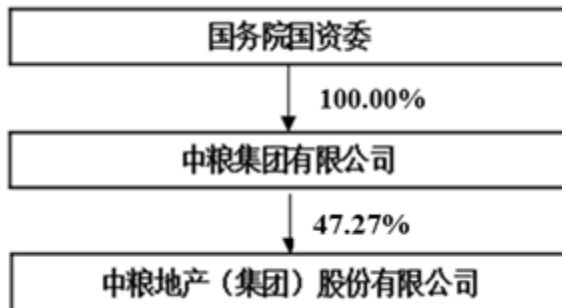 国务院国资委
100.00%
中粮集团有限公司
47.27%
中粮地产（集团）股份有限公司